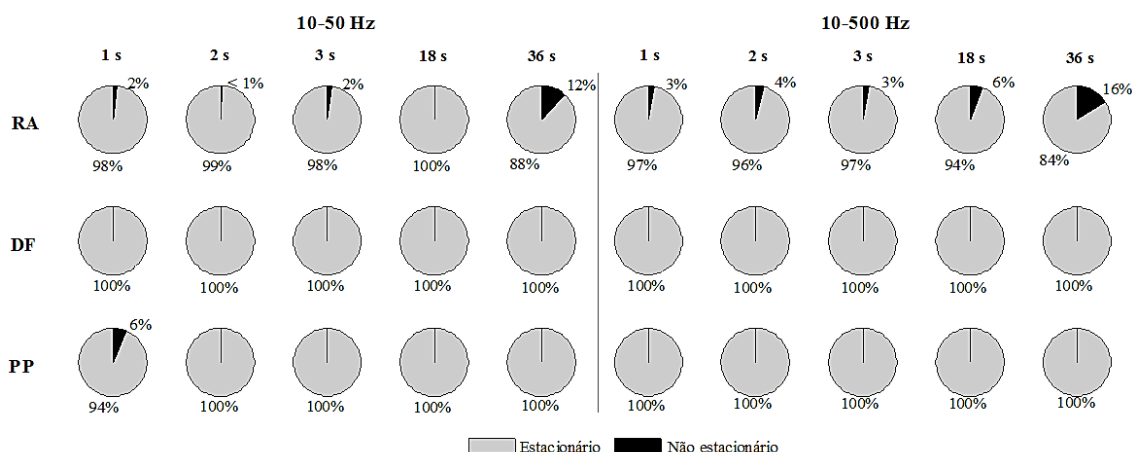 10-50 Hz 10-500 Hz
1 s 2 s 3 s 18 s 36 s 1 s 2 s 3 s 18 s 36 s
2% ≤ 1% 2% 12% 3% 4% 3% 6% 16%
RA
98% 99% 98% 100% 88% 97% 96% 97% 94% 84%
DF
100% 100% 100% 100% 100% 100% 100% 100% 100% 100%
6%
PP
94% 100% 100% 100% 100% 100% 100% 100% 100% 100%
Estacionário Não estacionário